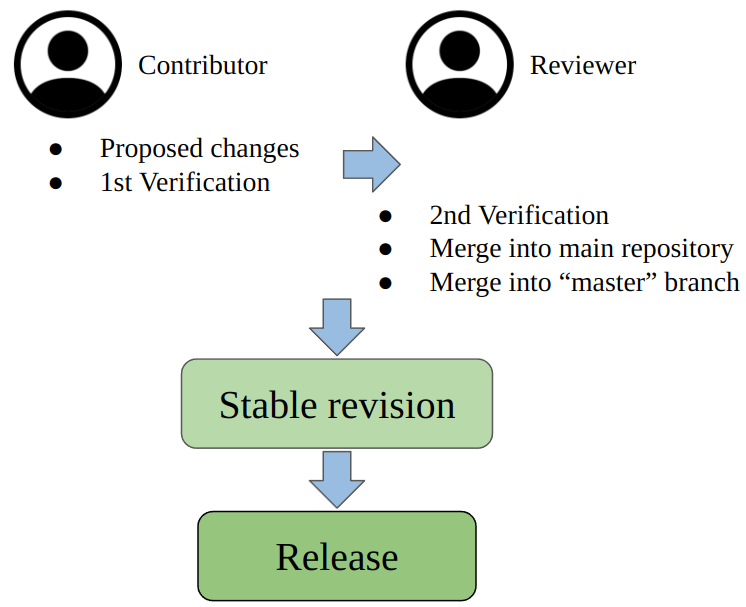 Contributor
Reviewer
● Proposed changes
● 1st Verification
● 2nd Verification
● Merge into main repository
● Merge into “master” branch
Stable revision
Release